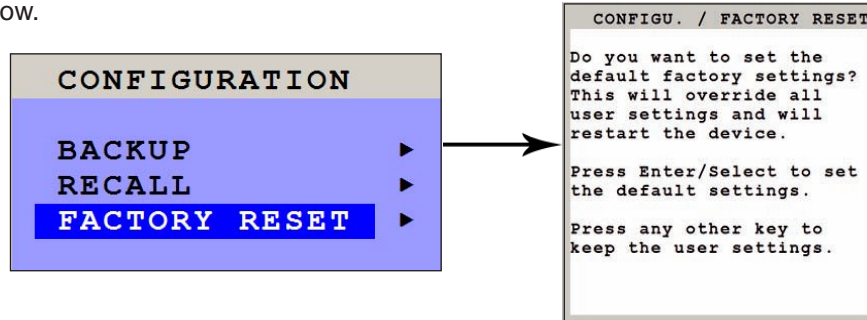 ow.
CONFIGURATION
BACKUP
RECALL
FACTORY RESET
CONFIGU. / FACTORY RESET
Do you want to set the
default factory settings?
This will override all
user settings and will
restart the device.
Press Enter/Select to set
the default settings.
Press any other key to
keep the user settings.